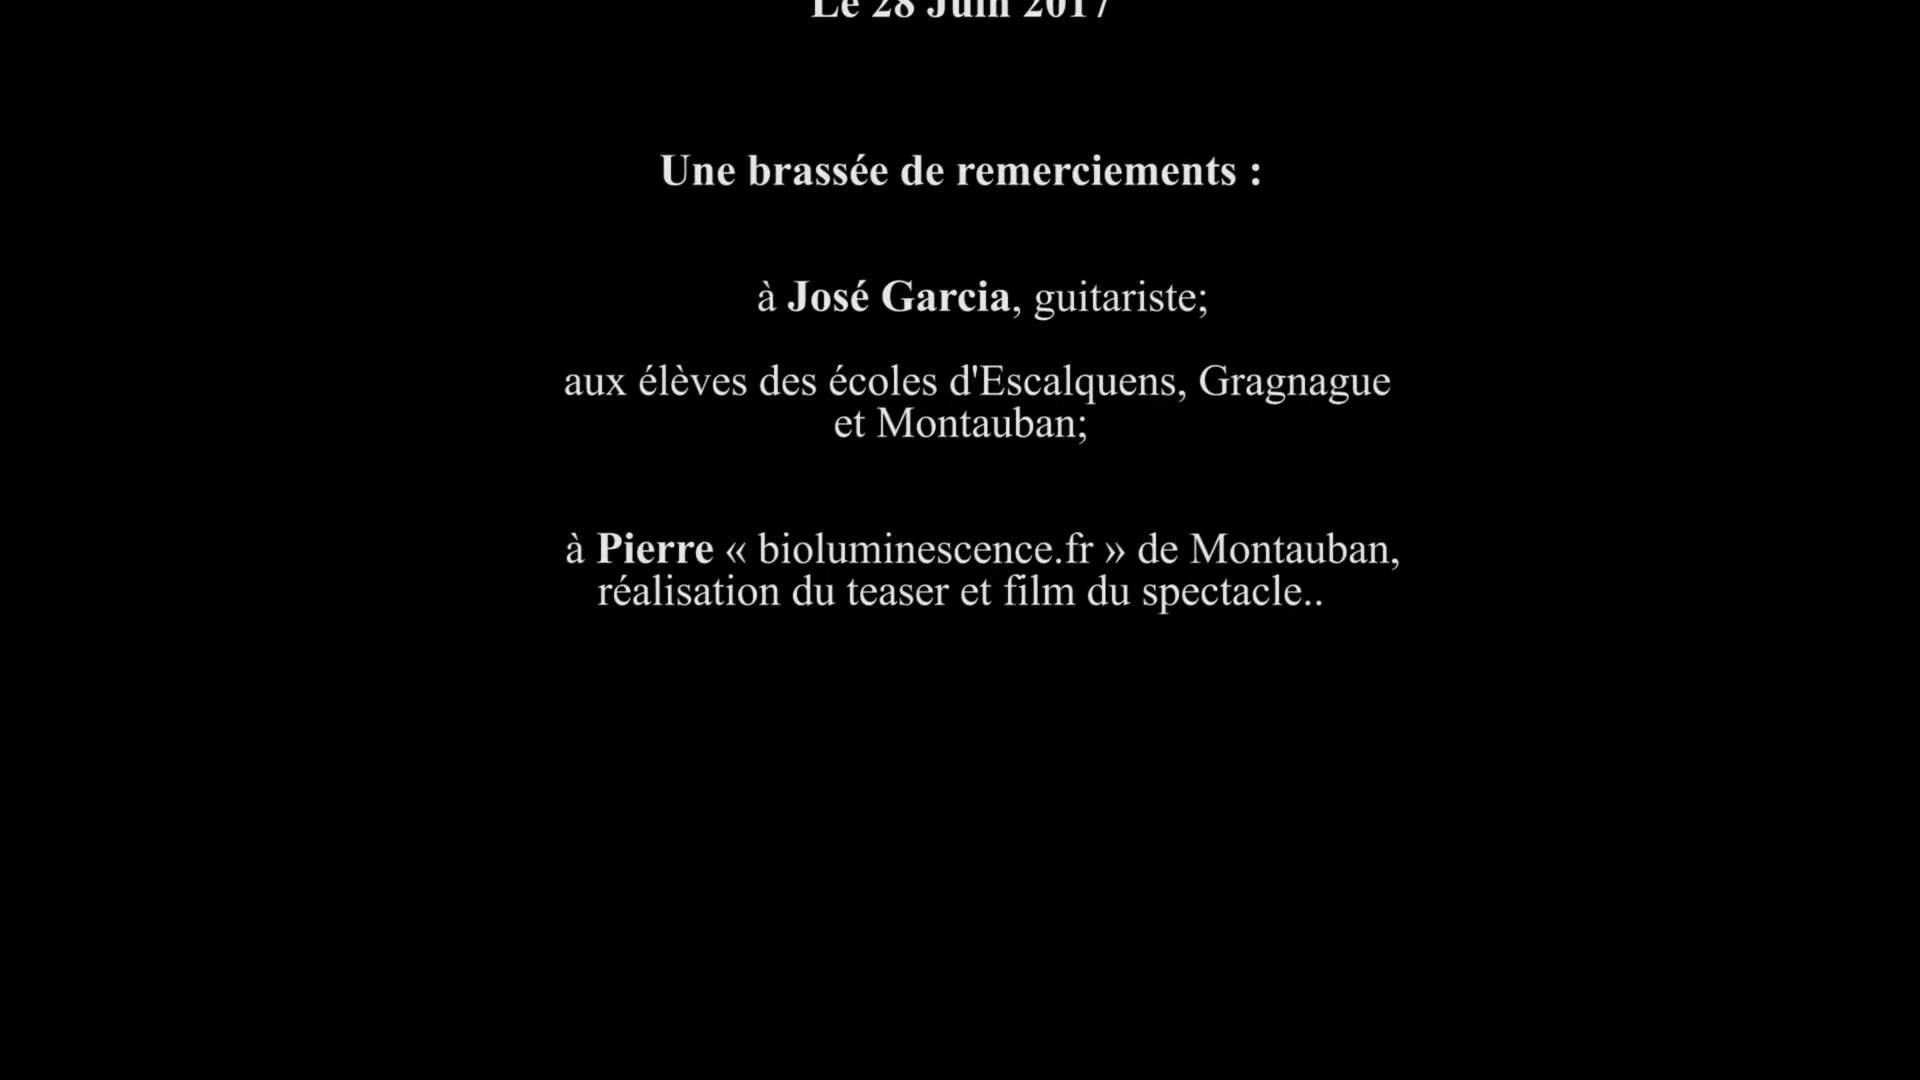 Le 28 Juin 2017
Une brassée de remerciements :
à José Garcia, guitariste;
aux élèves des écoles d'Escalquens, Gragnague
et Montauban;
à Pierre « bioluminescence.fr » de Montauban,
réalisation du teaser et film du spectacle..